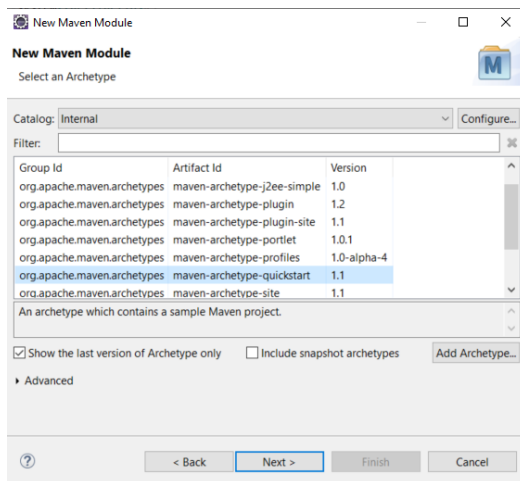 New Maven Module
New Maven Module
Select an Archetype
M
Catalog: Internal Configure...
Filter:
Group Id Artifact Id Version
org.apache.maven.archetypes maven-archetype-j2ee-simple 1.0
org.apache.maven.archetypes maven-archetype-plugin 1.2
org.apache.maven.archetypes maven-archetype-plugin-site 1.1
org.apache.maven.archetypes maven-archetype-portlet 1.0.1
org.apache.maven.archetypes maven-archetype-profiles 1.0-alpha-4
org.apache.maven.archetypes maven-archetype-quickstart 1.1
org.apache.maven.archetypes maven-archetype-site 1.1
An archetype which contains a sample Maven project.
Show the last version of Archetype only Include snapshot archetypes Add Archetype...
Advanced
? < Back Next > Finish Cancel